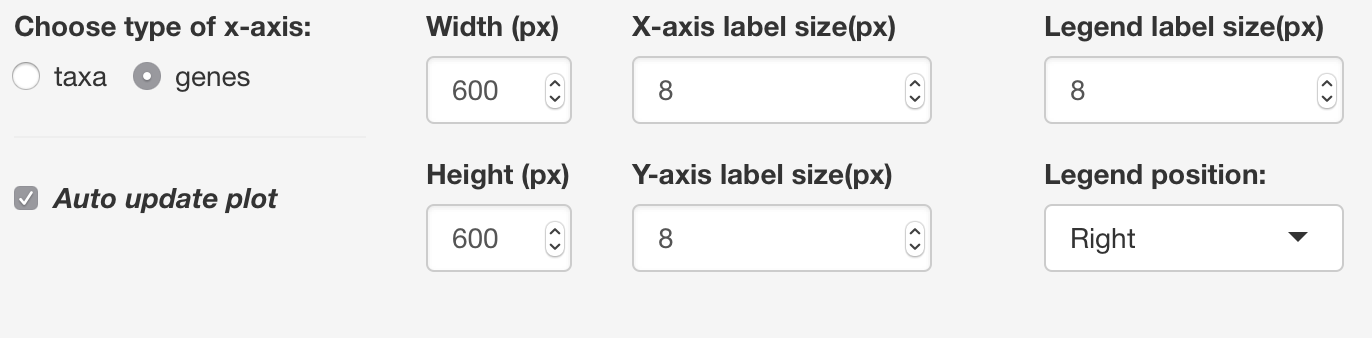 Choose type of x-axis:
taxa genes
Auto update plot
Width (px)
600
Height (px)
600
X-axis label size(px)
8
Y-axis label size(px)
8
Legend label size(px)
8
Legend position:
Right